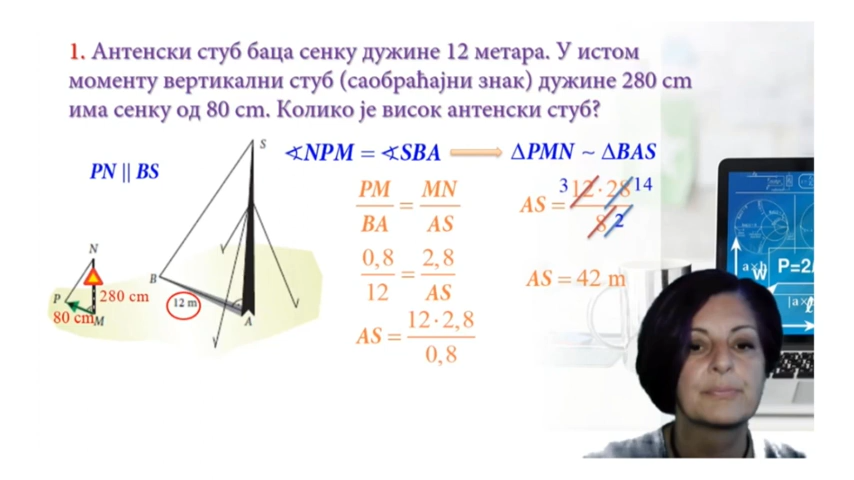 1. Антенски стуб баца сенку дужине 12 метара. У истом
моменту вертикални стуб (саобраћајни знак) дужине 280 cm
има сенку од 80 cm. Колико је висок антенски стуб?
PN || BS
∢NPM = ∢SBA ⟹ ΔPMN ~ ΔBAS
PM/BA = MN/AS
0,8/12 = 2,8/AS
AS = 12·2,8/0,8
AS = 3 12·28 14/8 2
AS = 42 m
S
N
B
P
280 cm
12 m
80 cm
M
A
P=2
a×b
|a×